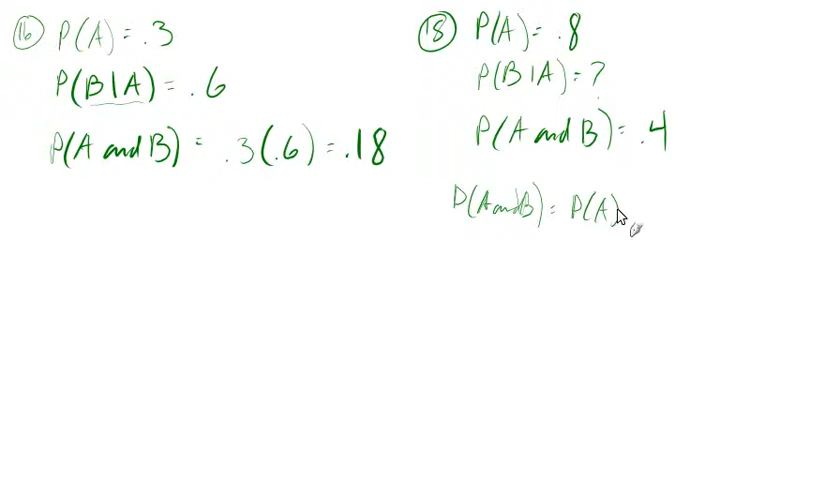 16 P(A) = .3
P(B|A) = .6
P(A and B) = .3(.6) = .18
18 P(A) = .8
P(B|A) = ?
P(A and B) = .4
P(A and B) = P(A)